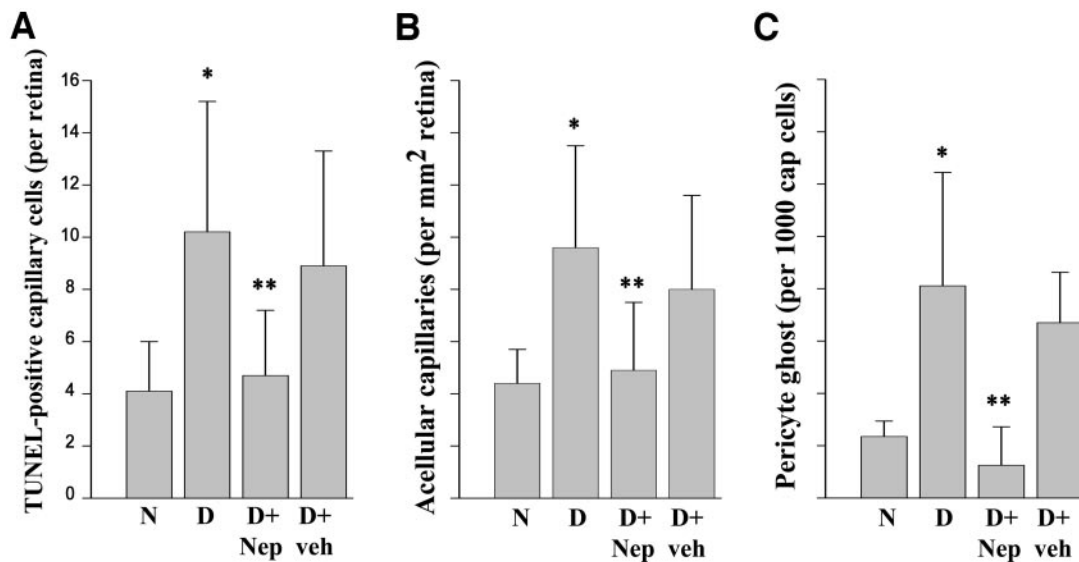 A
TUNEL-positive capillary cells (per retina)
16
14
12
10
8
6
4
2
0
*
**
N D D+ D+
Nep veh
B
Acellular capillaries (per mm² retina)
*
**
N D D+ D+
Nep veh
C
Pericyte ghost (per 1000 cap cells)
*
**
N D D+ D+
Nep veh